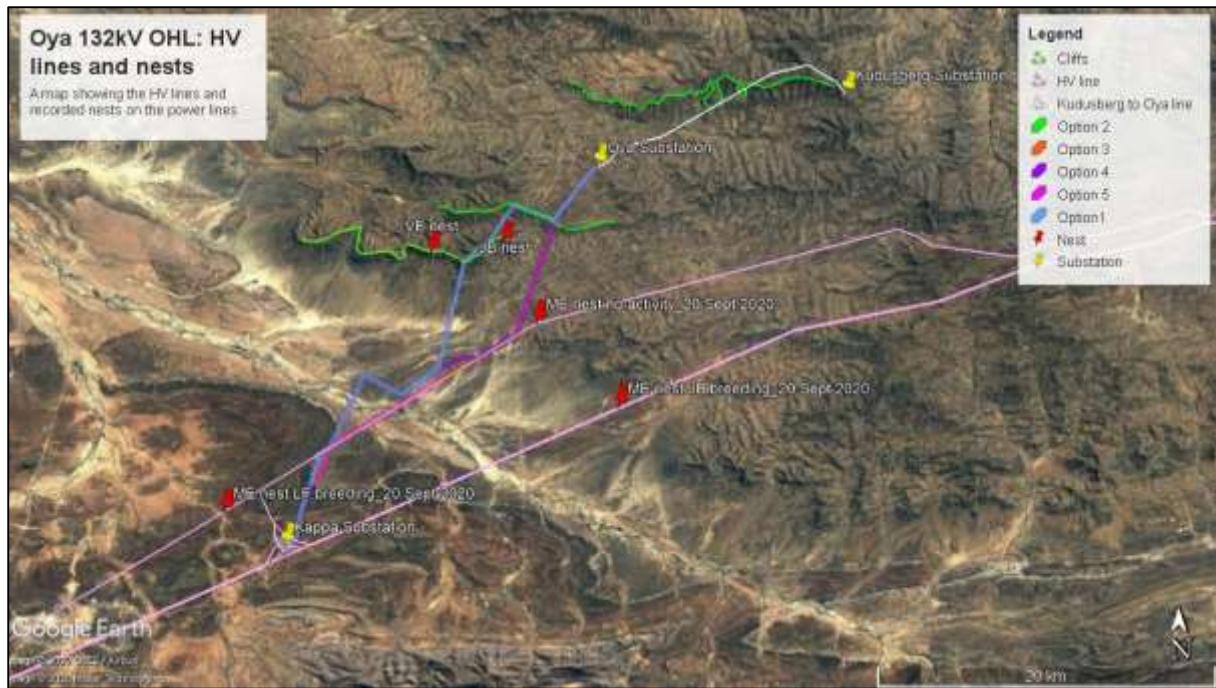 Oya 132kV OHL: HV
lines and nests
A map showing the HV lines and
recorded nests on the power lines
Legend
Cliffs
HV line
Kudusberg to Oya line
Option 2
Option 3
Option 4
Option 5
Option1
Nest
Substation
Kudusberg Substation
Oya Substation
VE nest
JB nest
ME nest no activity_20 Sept 2020
ME nest JB breeding_20 Sept 2020
ME nest LF breeding_20 Sept 2020
Kappa Substation
Google Earth
N
20 km